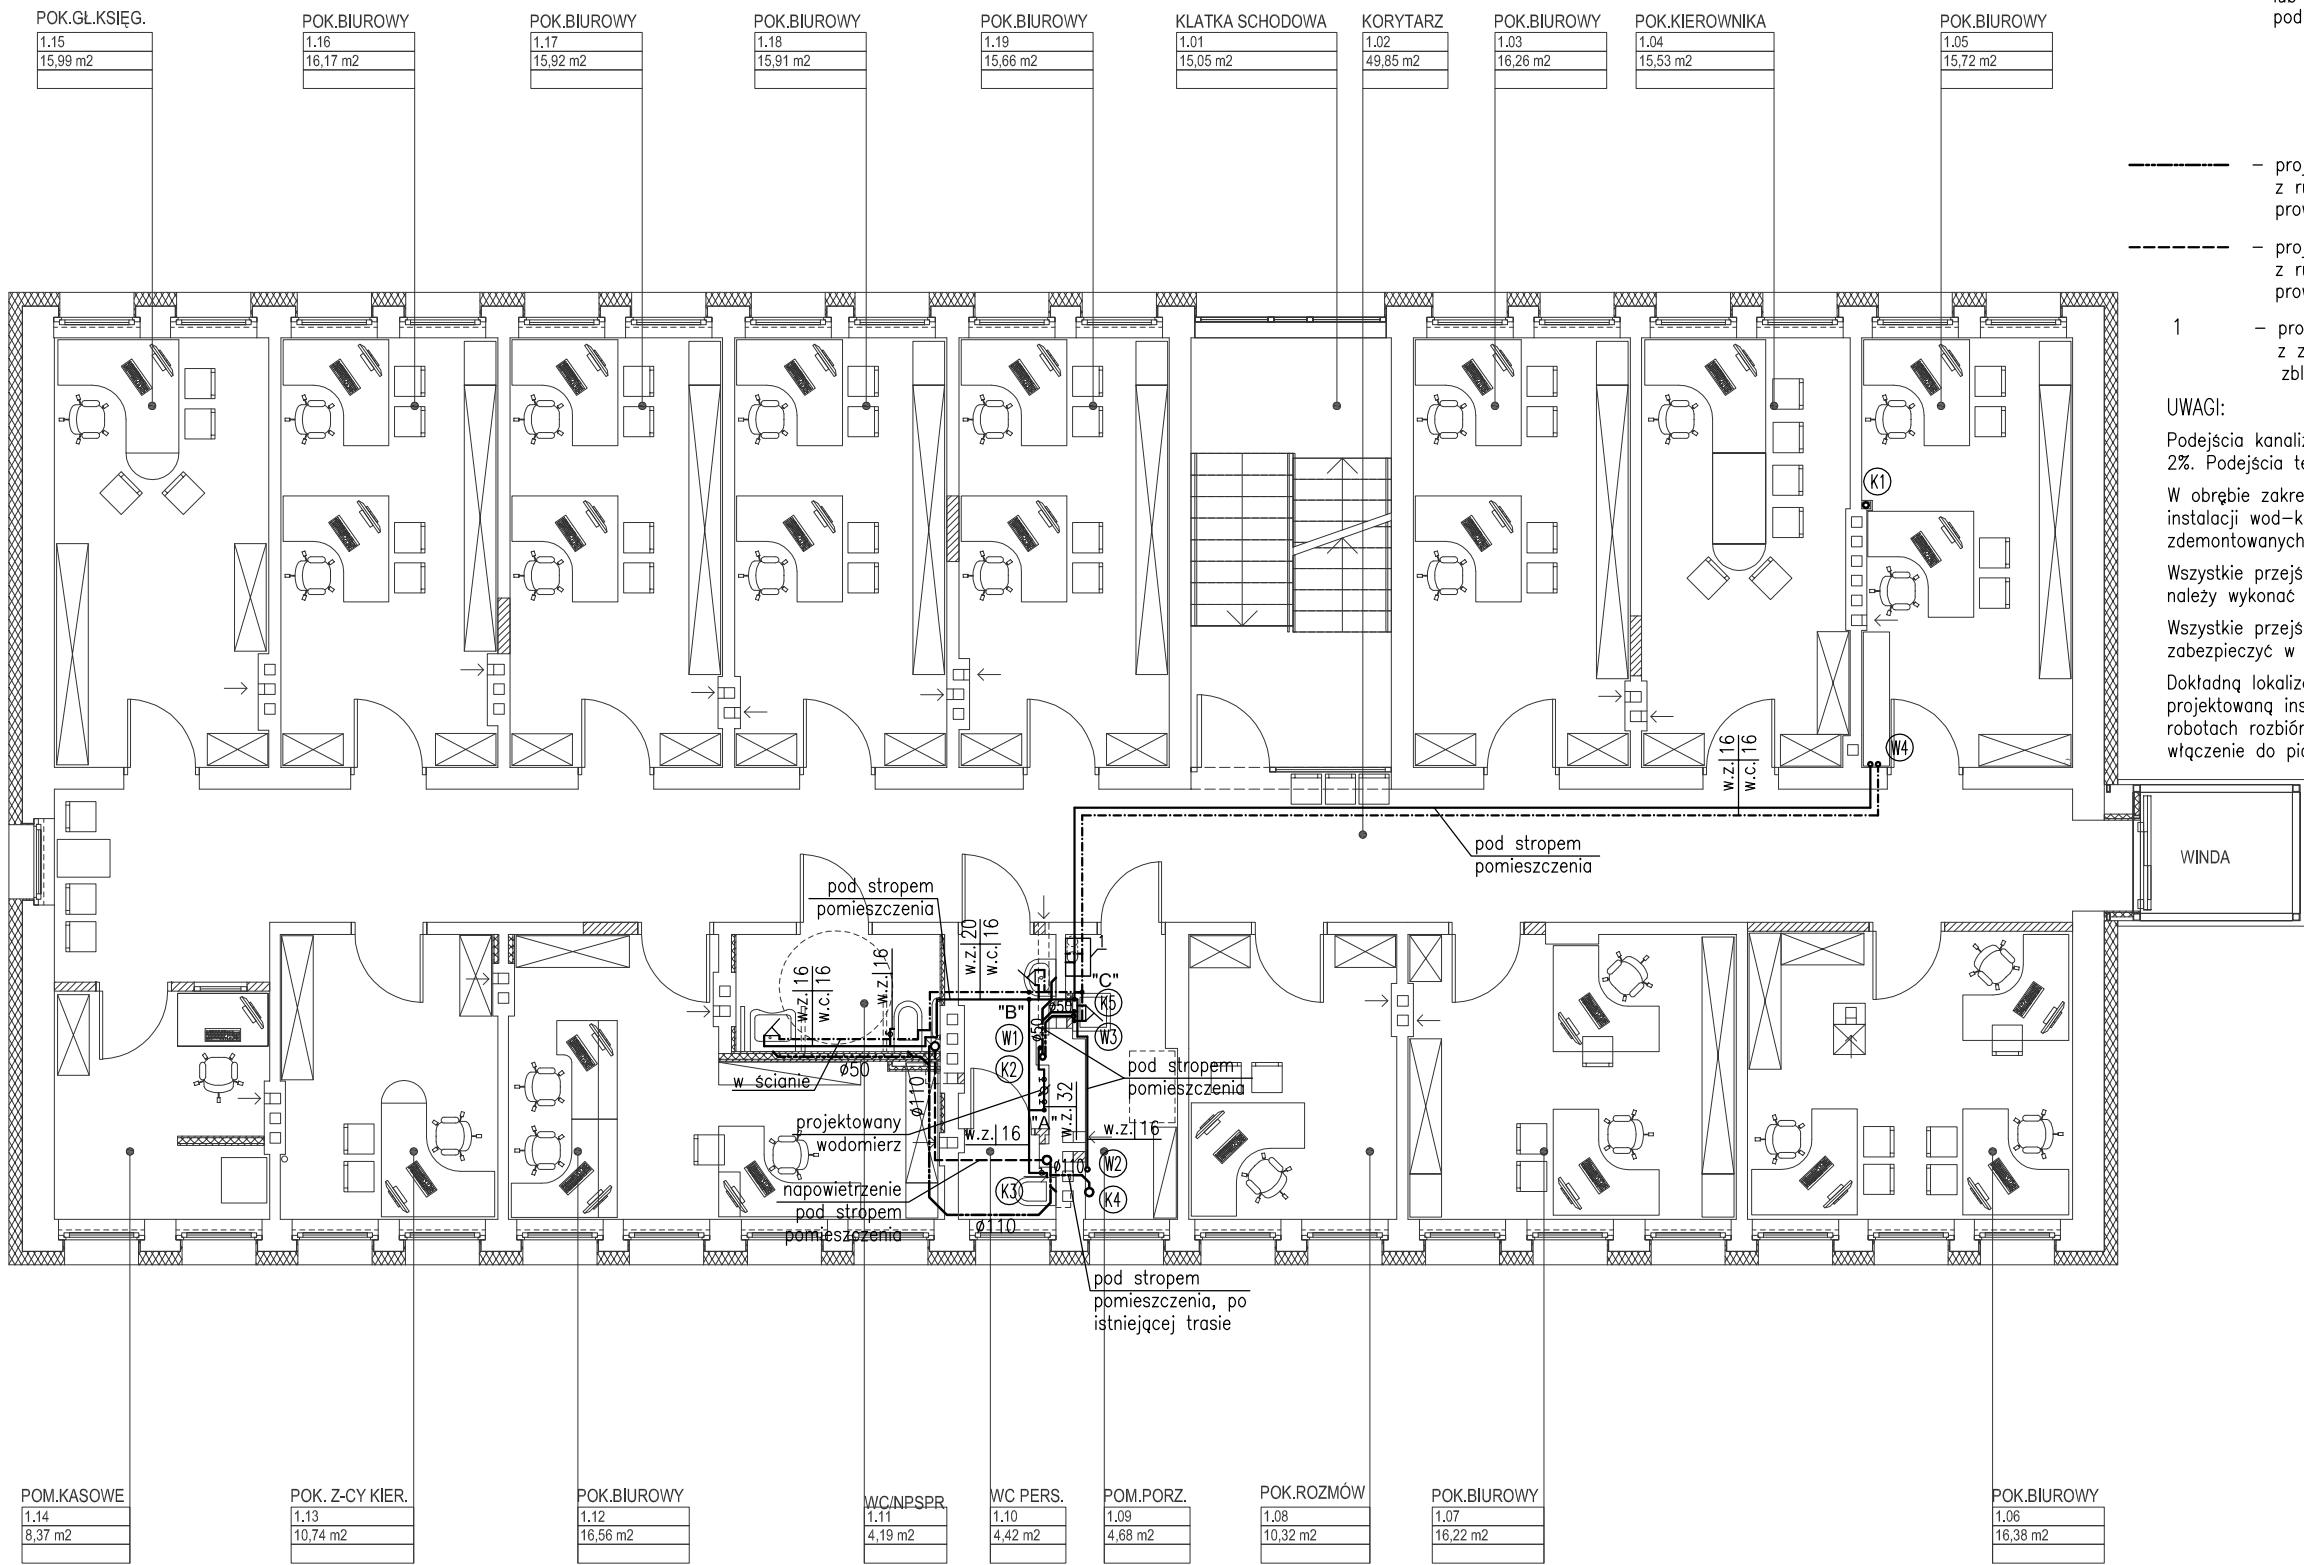 POK.GŁ.KSIĘG.
1.15
15,99 m2
POK.BIUROWY
1.16
16,17 m2
POK.BIUROWY
1.17
15,92 m2
POK.BIUROWY
1.18
15,91 m2
POK.BIUROWY
1.19
15,66 m2
KLATKA SCHODOWA
1.01
15,05 m2
KORYTARZ
1.02
49,85 m2
POK.BIUROWY
1.03
16,26 m2
POK.KIEROWNIKA
1.04
15,53 m2
POK.BIUROWY
1.05
15,72 m2
pod
1
UWAGI:
Podejścia
2%. Podejścia
W obrębie
instalacji
zdemontowanych
Wszystkie
należy wykonać
Wszystkie
zabezpieczyć w
Dokładną
projektowaną
robotach
włączenie do
K1
W4
w.z. 16
w.c. 16
pod stropem
pomieszczenia
WINDA
pod stropem
pomieszczenia
w.z. 20
w.c. 16
w.z. 16
w.c. 16
w.z. 16
1
"C"
K5
ø50
"B"
W1
W3
ø50
K2
ø50
w ścianie
pod stropem
pomieszczenia
ø110
projektowany
wodomierz
"A"
w.z. 32
w.z. 16
w.z. 16
ø110
W2
napowietrzenie
pod stropem
pomieszczenia
K3
K4
ø110
pod stropem
pomieszczenia, po
istniejącej trasie
POM.KASOWE
1.14
8,37 m2
POK. Z-CY KIER.
1.13
10,74 m2
POK.BIUROWY
1.12
16,56 m2
WC/NPSPR
1.11
4,19 m2
WC PERS.
1.10
4,42 m2
POM.PORZ.
1.09
4,68 m2
POK.ROZMÓW
1.08
10,32 m2
POK.BIUROWY
1.07
16,22 m2
POK.BIUROWY
1.06
16,38 m2